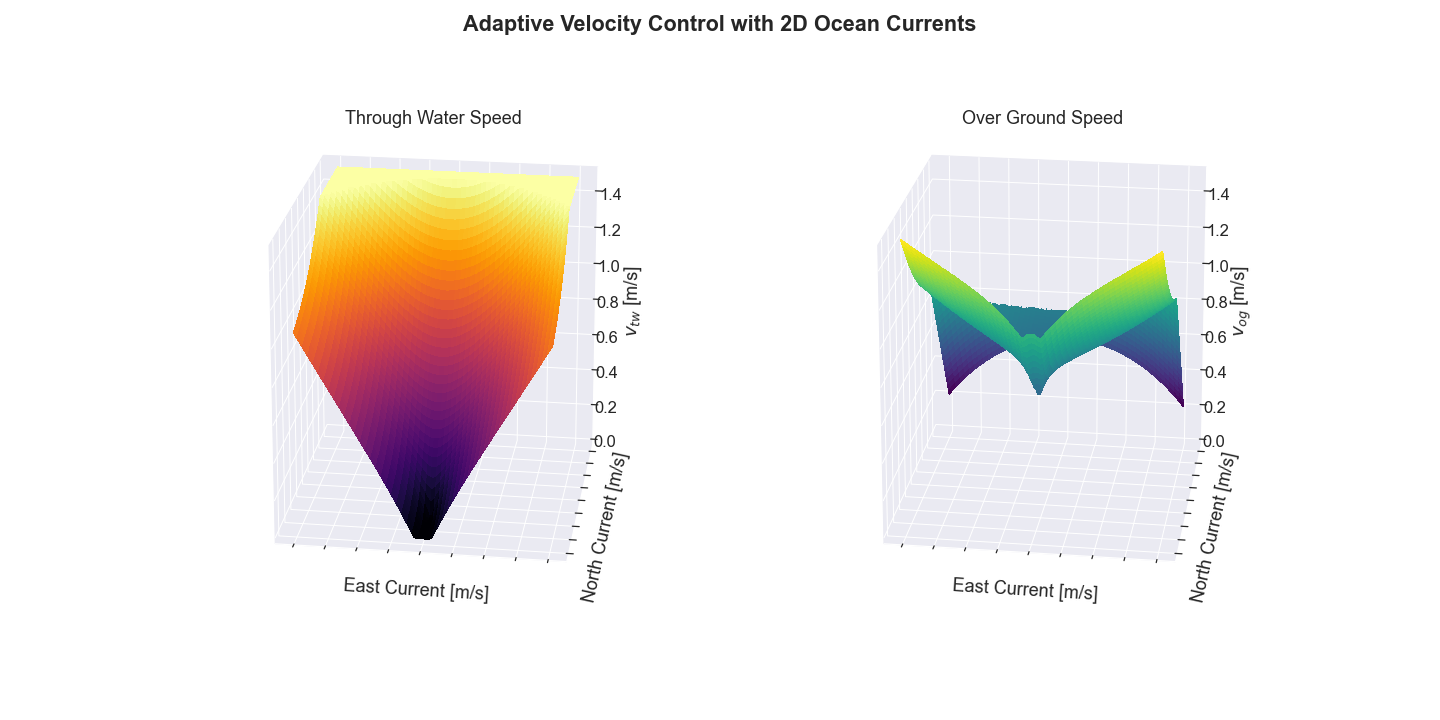 Adaptive Velocity Control with 2D Ocean Currents
Through Water Speed
1.4
1.2
1.0
0.8
0.6
0.4
0.2
0.0
v_tw [m/s]
North Current [m/s]
East Current [m/s]
Over Ground Speed
1.4
1.2
1.0
0.8
0.6
0.4
0.2
0.0
v_og [m/s]
North Current [m/s]
East Current [m/s]